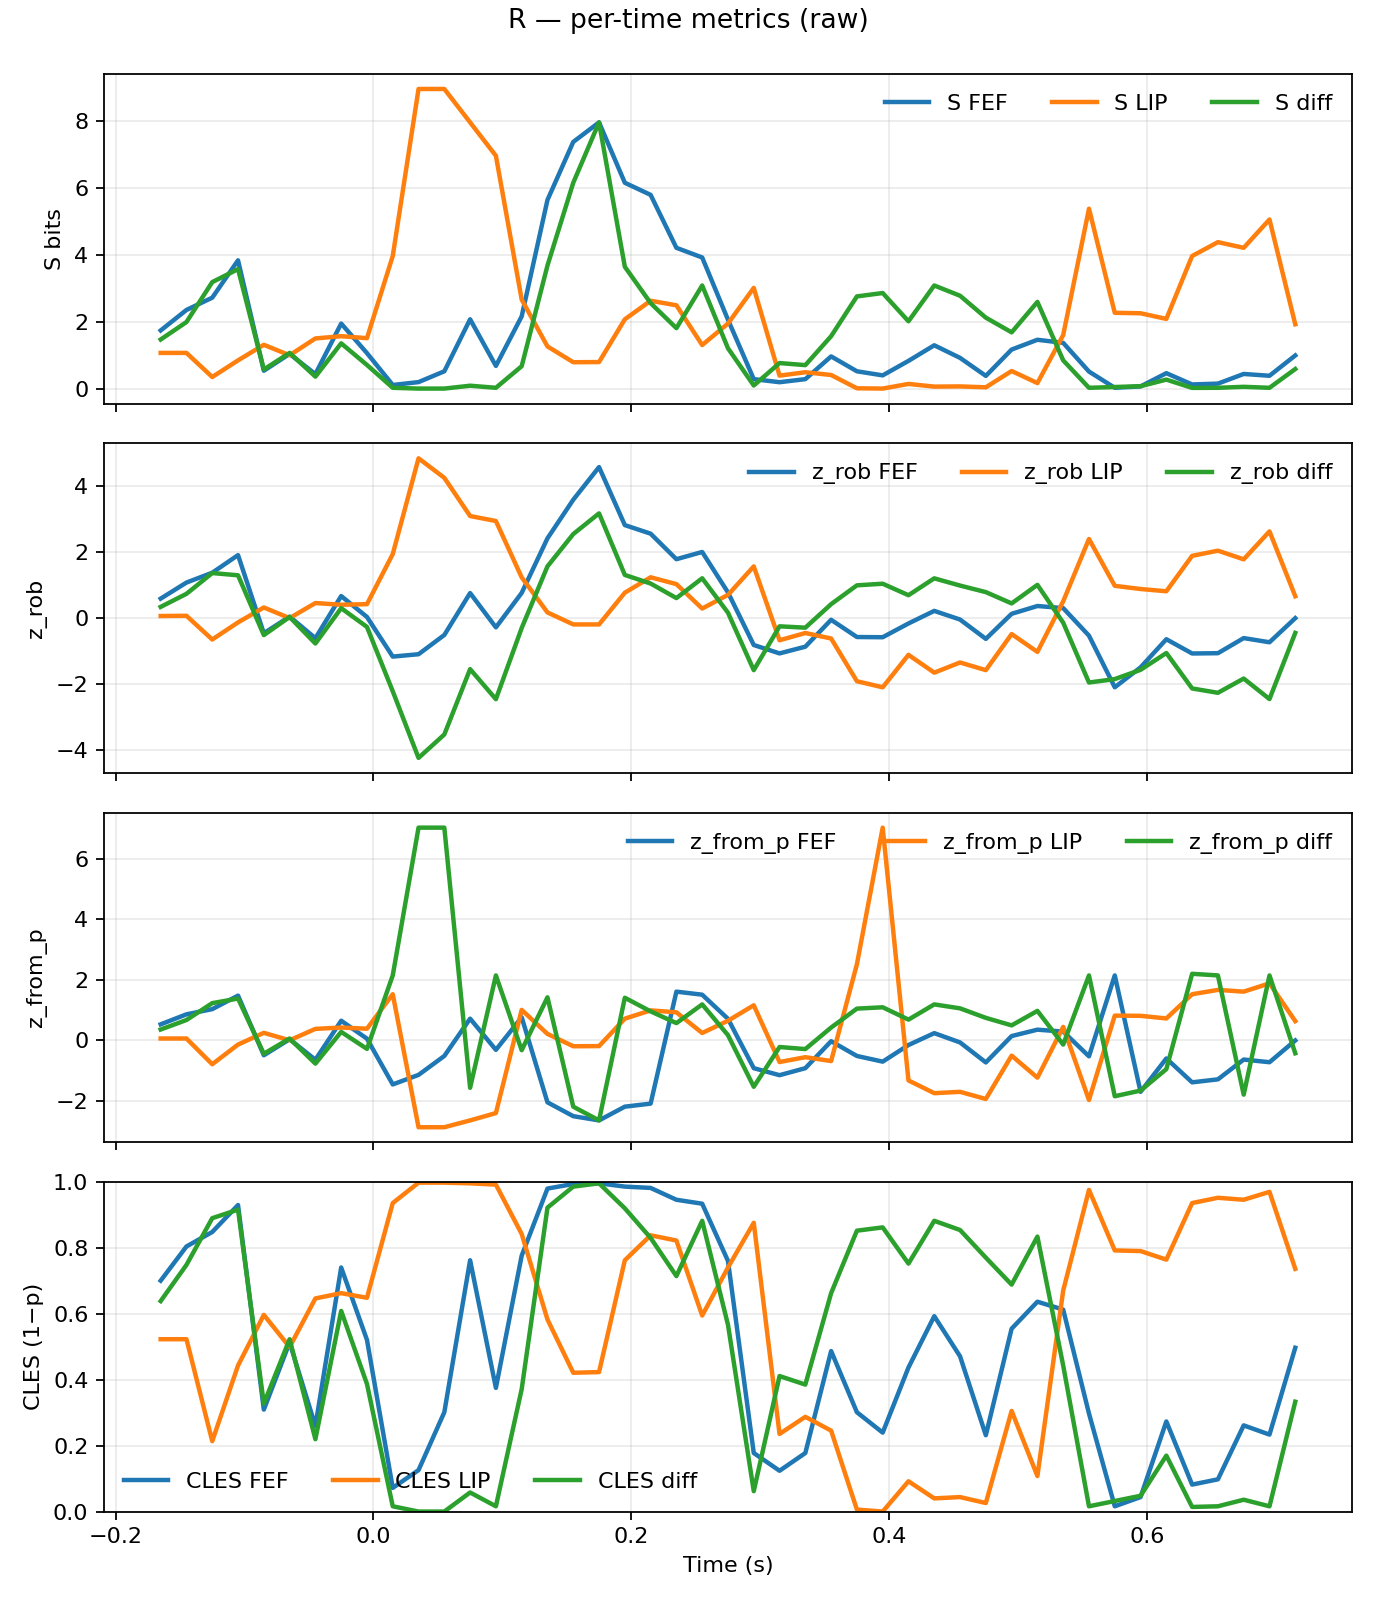 R — per-time metrics (raw)
S FEF S LIP S diff
8
6
4
2
0
S bits
z_rob FEF z_rob LIP z_rob diff
4
2
0
−2
−4
z_rob
z_from_p FEF z_from_p LIP z_from_p diff
6
4
2
0
−2
z_from_p
1.0
0.8
0.6
0.4
0.2
0.0
CLES (1−p)
CLES FEF CLES LIP CLES diff
−0.2 0.0 0.2 0.4 0.6
Time (s)